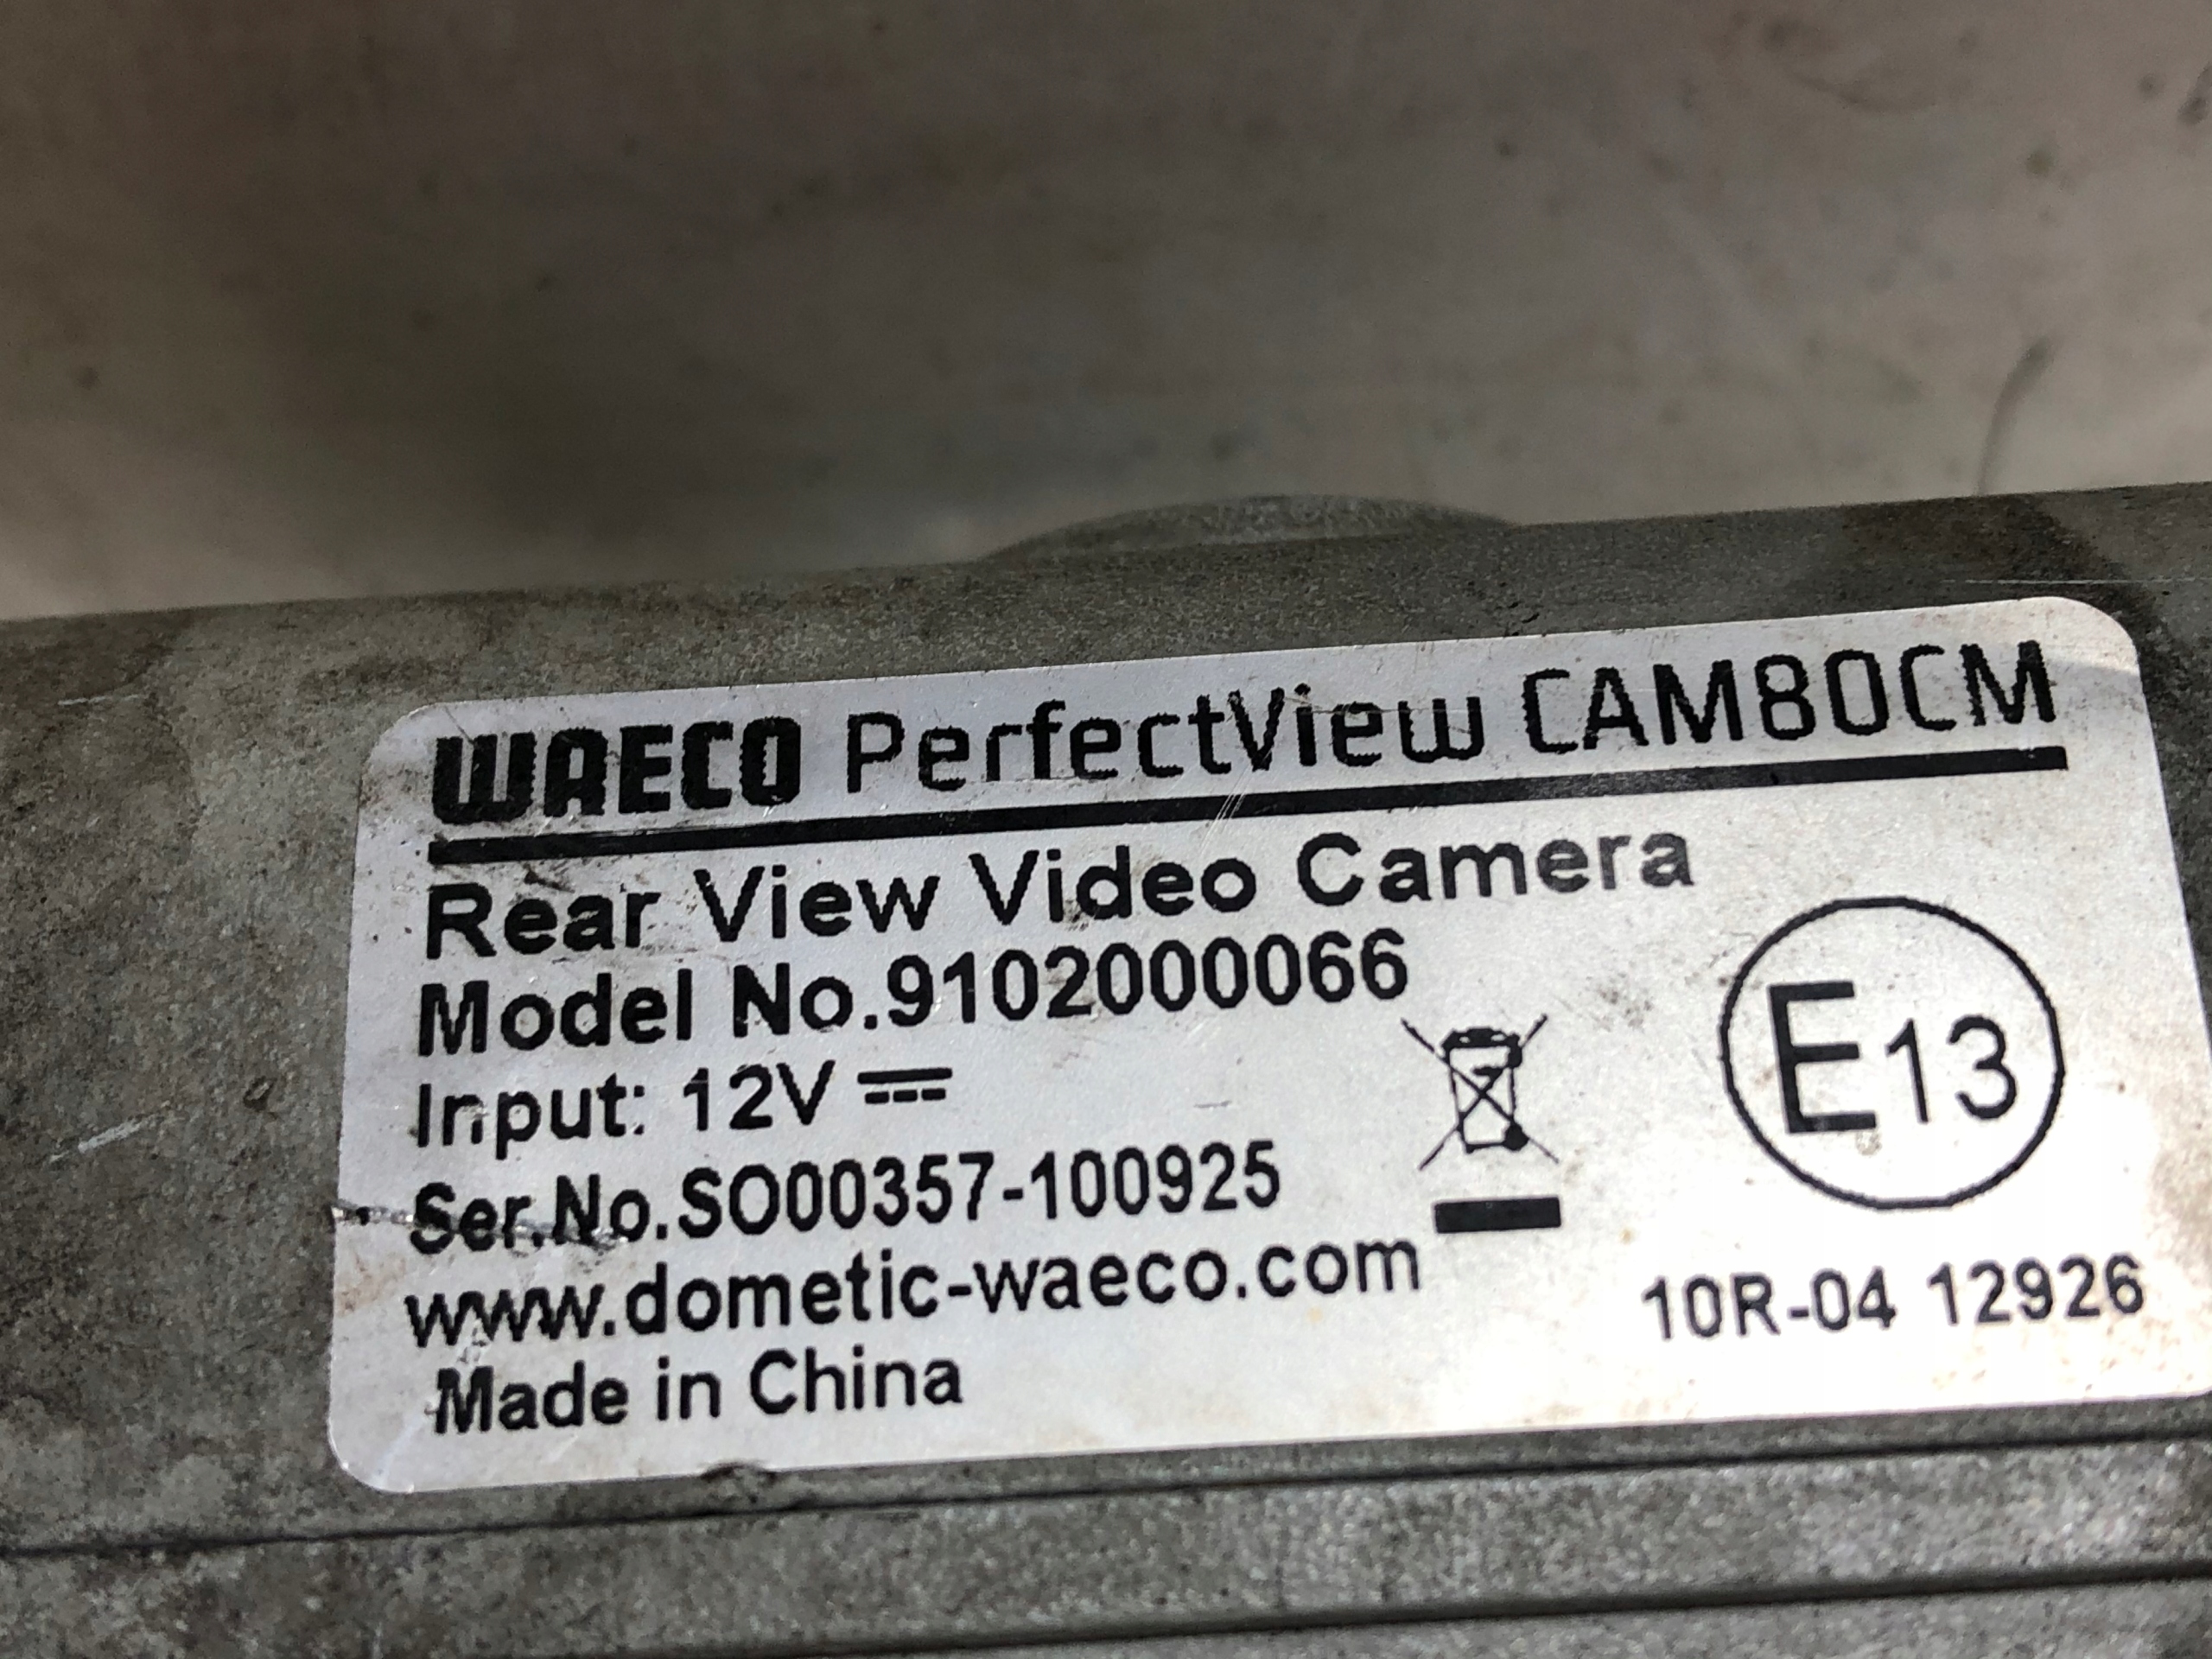 WAECO PerfectView CAM80CM
Rear View Video Camera
Model No.9102000066
Input: 12V
Ser.No.SO00357-100925
www.dometic-waeco.com
Made in China
E13
10R-04 12926